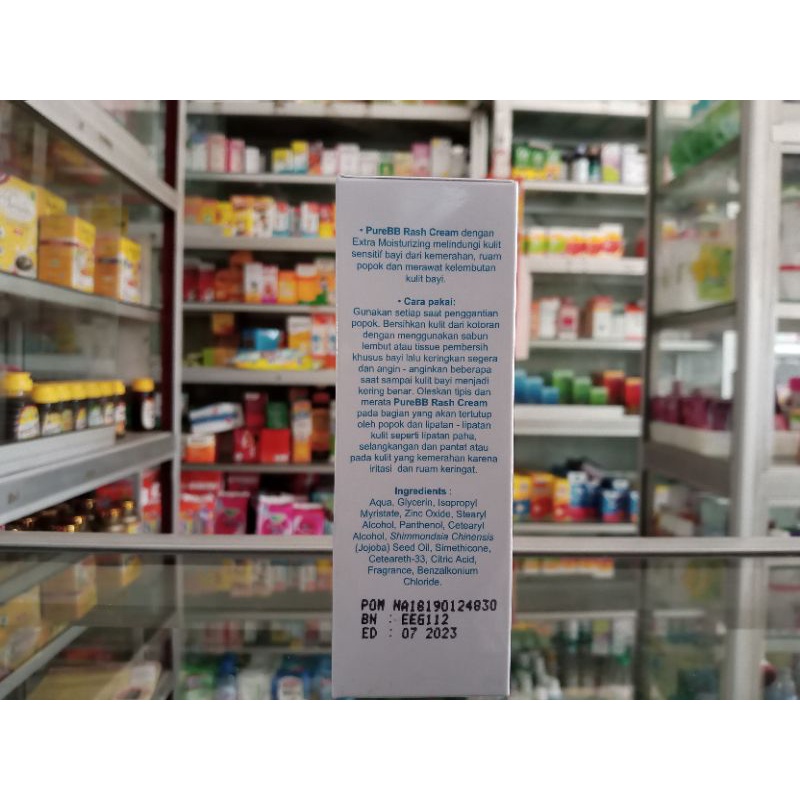 • PureBB Rash Cream dengan
Extra Moisturizing melindungi kulit
sensitif bayi dari kemerahan, ruam
popok dan merawat kelembutan
kulit bayi.
• Cara pakai:
Gunakan setiap saat penggantian
popok. Bersihkan kulit dari kotoran
dengan menggunakan sabun
lembut atau tissue pembersih
khusus bayi lalu keringkan segera
dan angin - anginkan beberapa
saat sampai kulit bayi menjadi
kering benar. Oleskan tipis dan
merata PureBB Rash Cream
pada bagian yang akan tertutup
oleh popok dan lipatan - lipatan
kulit seperti lipatan paha,
selangkangan dan pantat atau
pada kulit yang kemerahan karena
iritasi dan ruam keringat.
Ingredients :
Aqua, Glycerin, Isopropyl
Myristate, Zinc Oxide, Stearyl
Alcohol, Panthenol, Cetearyl
Alcohol, Shimmondsia Chinensis
(Jojoba) Seed Oil, Simethicone,
Ceteareth-33, Citric Acid,
Fragrance, Benzalkonium
Chloride.
POM NA18190124830
BN : EEG112
ED : 07 2023